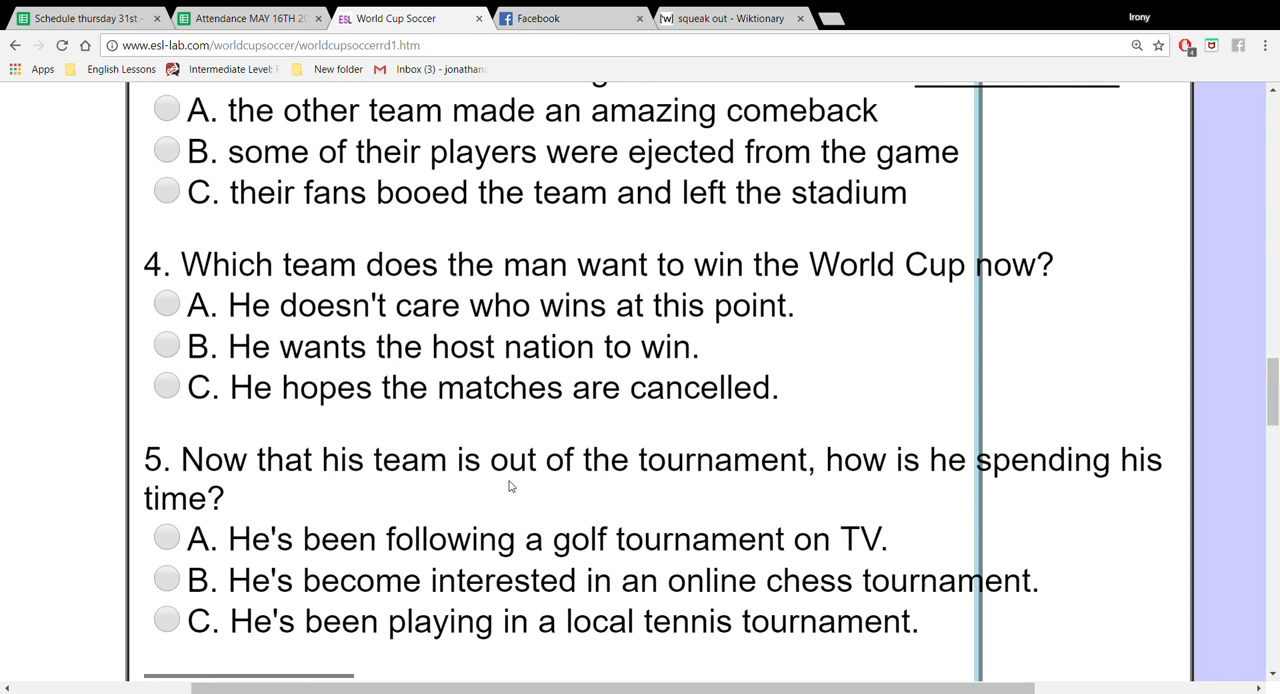 Schedule thursday 31st -
Attendance MAY 16TH 2
ESL World Cup Soccer
Facebook
[w] squeak out - Wiktionary
Irony
www.esl-lab.com/worldcupsoccer/worldcupsoccerrd1.htm
4
Apps
English Lessons
Intermediate Level: F
New folder
Inbox (3) - jonathan
A. the other team made an amazing comeback
B. some of their players were ejected from the game
C. their fans booed the team and left the stadium
4. Which team does the man want to win the World Cup now?
A. He doesn't care who wins at this point.
B. He wants the host nation to win.
C. He hopes the matches are cancelled.
5. Now that his team is out of the tournament, how is he spending his
time?
A. He's been following a golf tournament on TV.
B. He's become interested in an online chess tournament.
C. He's been playing in a local tennis tournament.